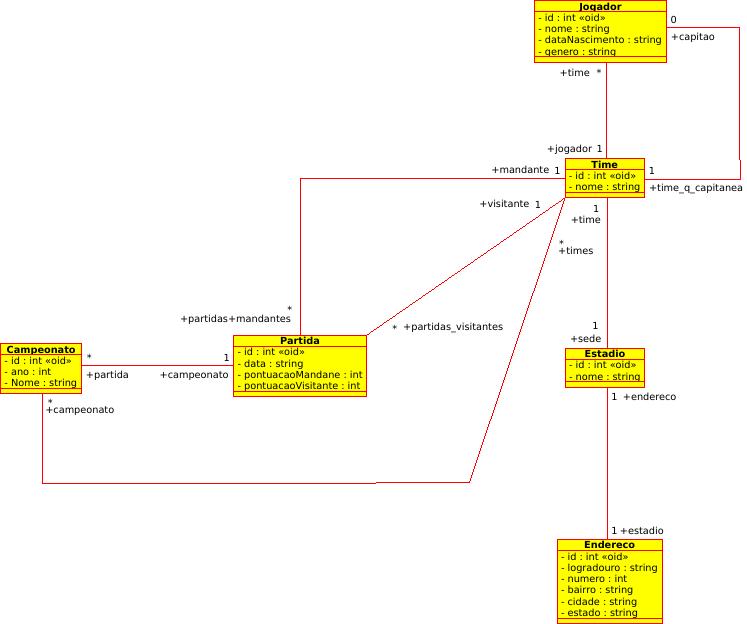 Jogador
- id : int «oid»
- nome : string
- dataNascimento : string
- genero : string
0
+capitao
+time *
+jogador 1
Time
- id : int «oid»
- nome : string
1
+time_q_capitanea
+mandante 1
+visitante 1
1
+time
*
+times
*
+partidas+mandantes
* +partidas_visitantes
1
+sede
Partida
- id : int «oid»
- data : string
- pontuacaoMandane : int
- pontuacaoVisitante : int
Campeonato
- id : int «oid»
- ano : int
- Nome : string
*
+partida
1
+campeonato
*
+campeonato
Estadio
- id : int «oid»
- nome : string
1 +endereco
1 +estadio
Endereco
- id : int «oid»
- logradouro : string
- numero : int
- bairro : string
- cidade : string
- estado : string